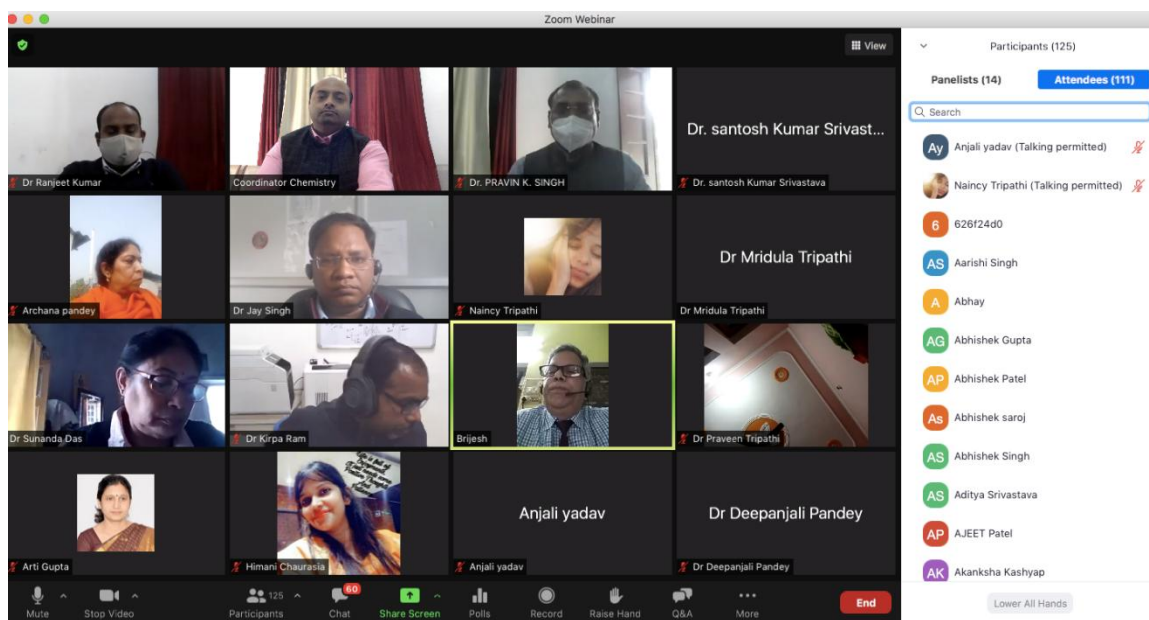 Zoom Webinar
View
Dr. santosh Kumar Srivast...
Dr Ranjeet Kumar
Coordinator Chemistry
Dr. PRAVIN K. SINGH
Dr. santosh Kumar Srivastava
Dr Mridula Tripathi
Archana pandey
Dr Jay Singh
Naincy Tripathi
Dr Mridula Tripathi
Dr Sunanda Das
Dr Kirpa Ram
Brijesh
Dr Praveen Tripathi
Anjali yadav
Dr Deepanjali Pandey
Arti Gupta
Himani Chaurasia
Anjali yadav
Dr Deepanjali Pandey
Mute
Stop Video
125
Participants
60
Chat
Share Screen
Polls
Record
Raise Hand
Q&A
More
End
Participants (125)
Panelists (14)
Attendees (111)
Search
Ay Anjali yadav (Talking permitted)
Naincy Tripathi (Talking permitted)
6 626f24d0
AS Aarishi Singh
A Abhay
AG Abhishek Gupta
AP Abhishek Patel
As Abhishek saroj
AS Abhishek Singh
AS Aditya Srivastava
AP AJEET Patel
AK Akanksha Kashyap
Lower All Hands